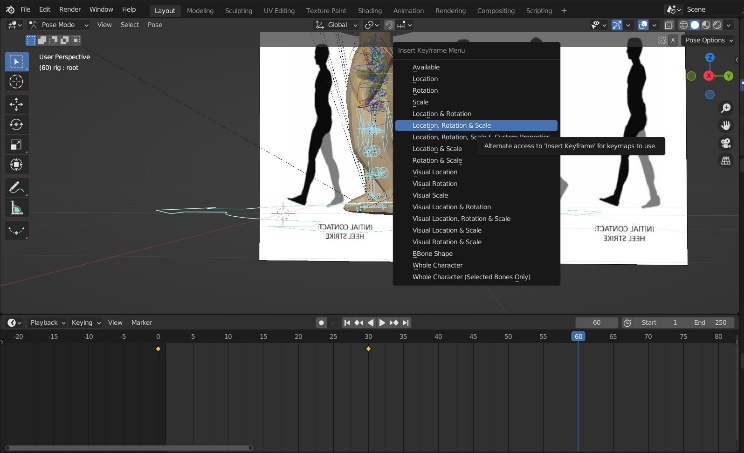 File Edit Render Window Help Layout Modeling Sculpting UV Editing Texture Paint Shading Animation Rendering Compositing Scripting + Scene
Pose Mode View Select Pose Global
Pose Options
User Perspective
(60) rig : root
Z
X
Y
Insert Keyframe Menu
Available
Location
Rotation
Scale
Location & Rotation
Location, Rotation & Scale
Location, Rotation, Scale & Custom Properties
Alternate access to 'Insert Keyframe' for keymaps to use.
Location & Scale
Rotation & Scale
Visual Location
Visual Rotation
Visual Scale
Visual Location & Rotation
Visual Location, Rotation & Scale
Visual Location & Scale
Visual Rotation & Scale
BBone Shape
Whole Character
Whole Character (Selected Bones Only)
INITIAL CONTACT:
HEEL STRIKE
INITIAL CONTACT:
HEEL STRIKE
Playback Keying View Marker 60 Start 1 End 250
-20 -15 -10 -5 0 5 10 15 20 25 30 35 40 45 50 55 60 65 70 75 80